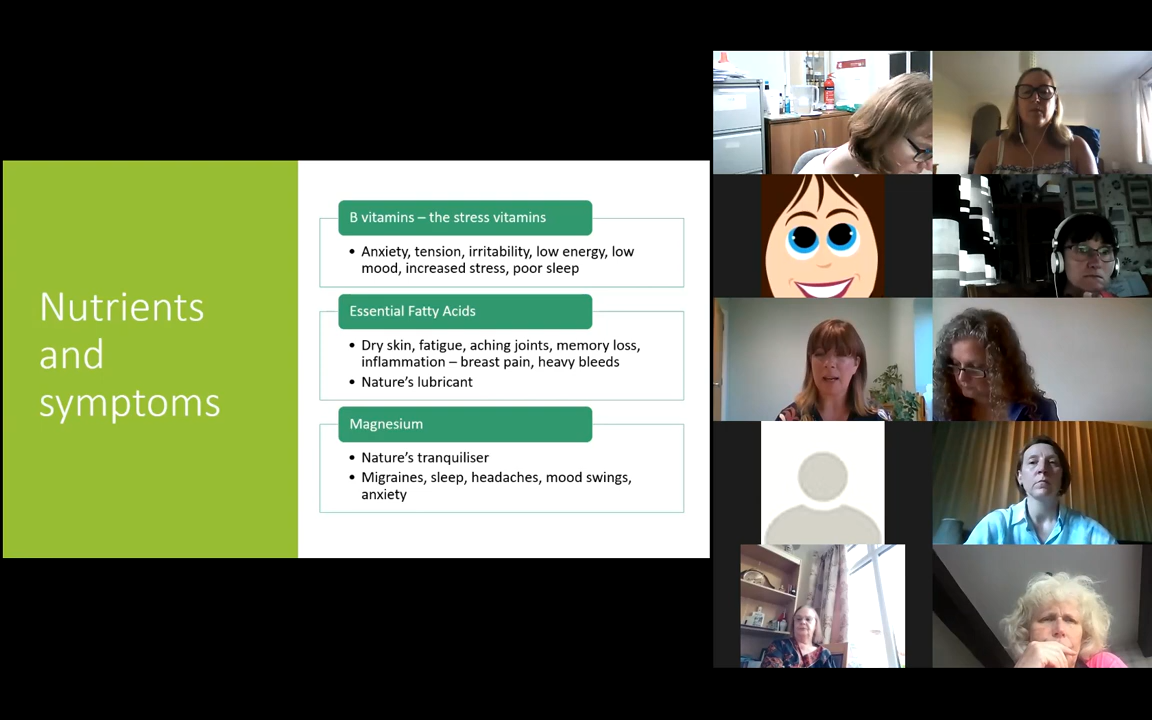 Nutrients
and
symptoms
B vitamins – the stress vitamins
• Anxiety, tension, irritability, low energy, low
mood, increased stress, poor sleep
Essential Fatty Acids
• Dry skin, fatigue, aching joints, memory loss,
inflammation – breast pain, heavy bleeds
• Nature's lubricant
Magnesium
• Nature's tranquiliser
• Migraines, sleep, headaches, mood swings,
anxiety